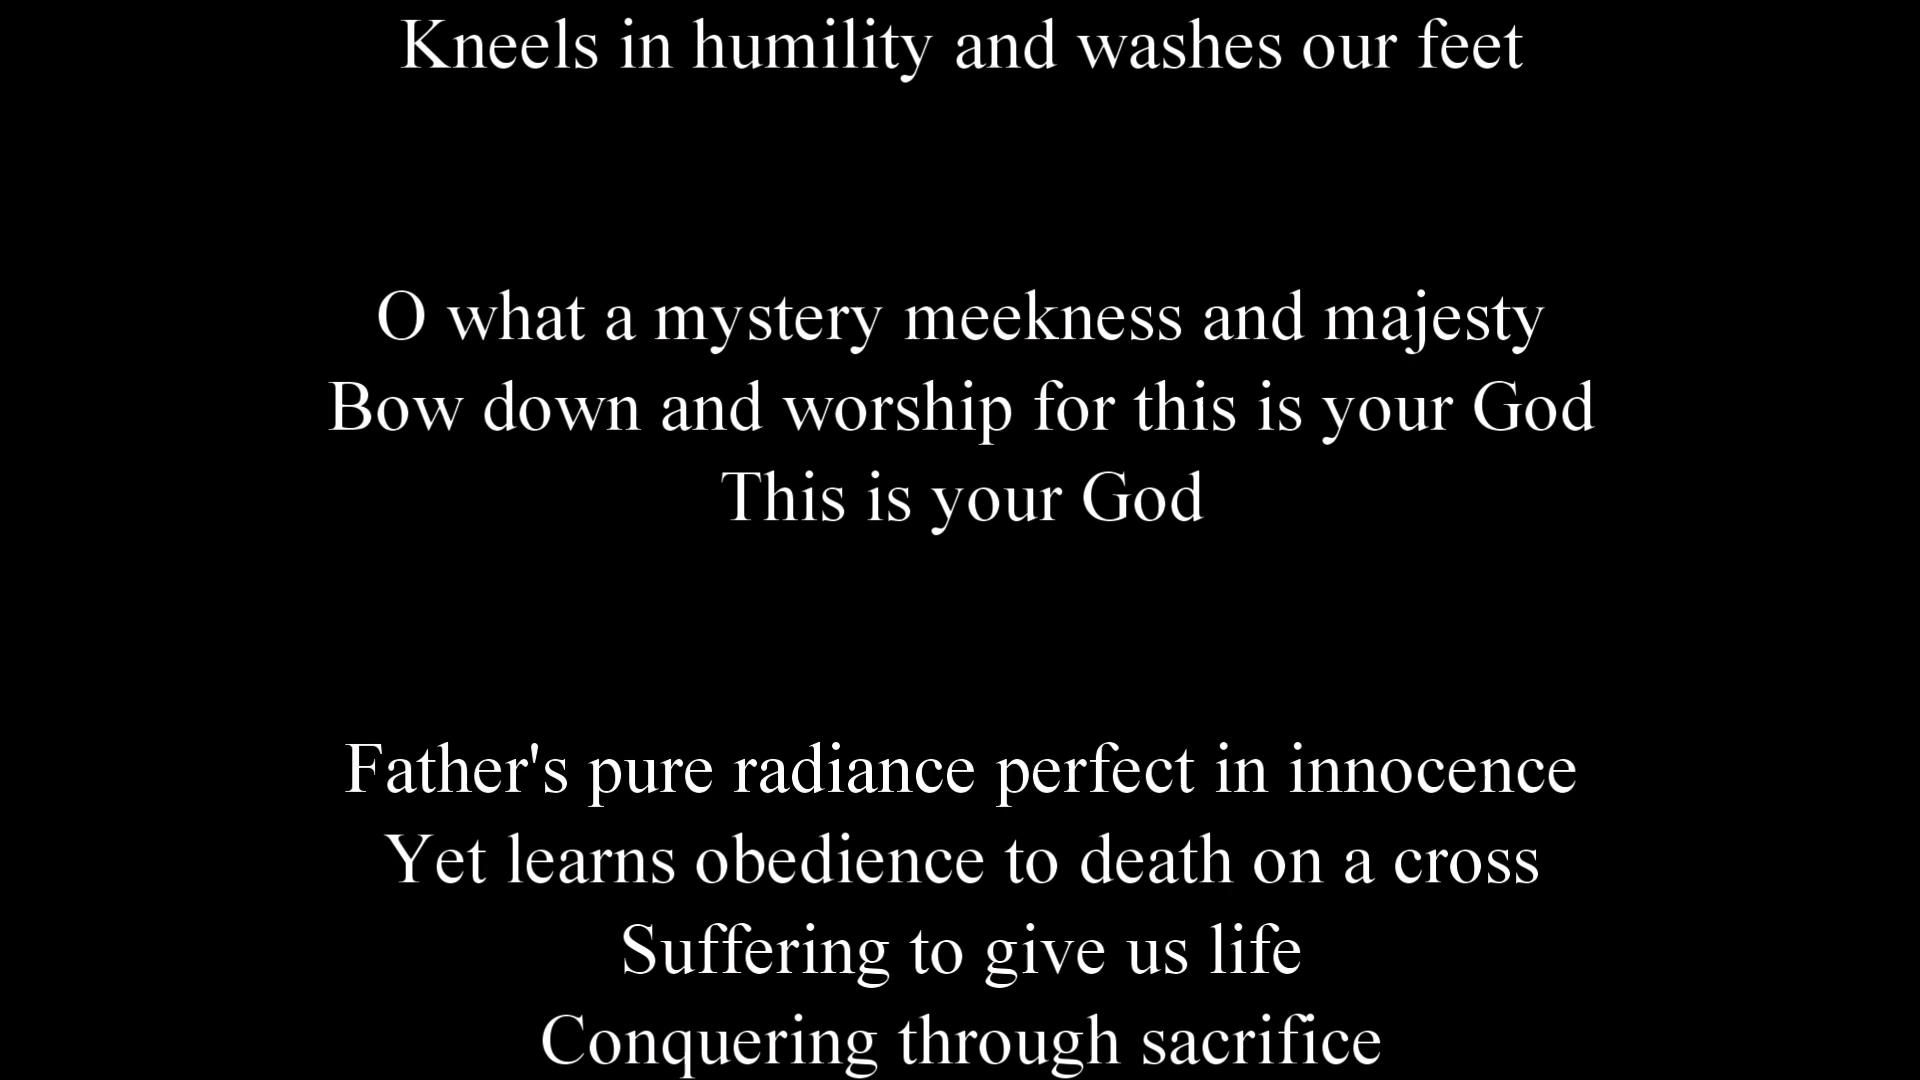 Kneels in humility and washes our feet
O what a mystery meekness and majesty
Bow down and worship for this is your God
This is your God
Father's pure radiance perfect in innocence
Yet learns obedience to death on a cross
Suffering to give us life
Conquering through sacrifice